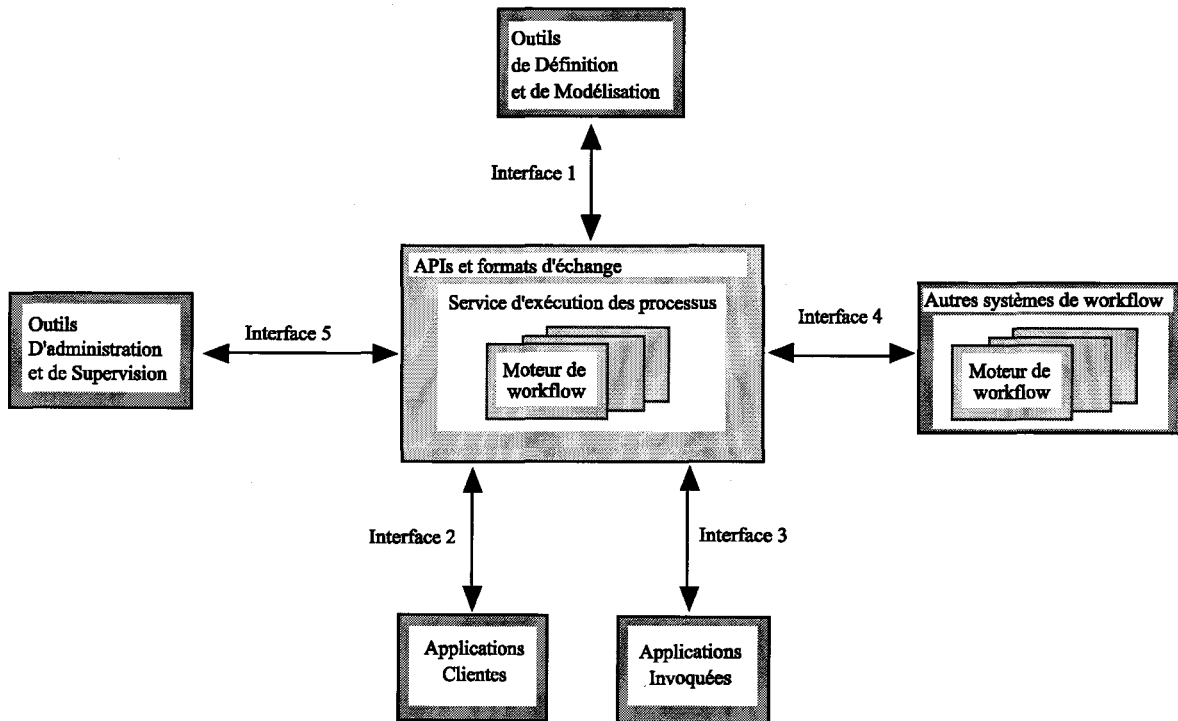 Outils
de Définition
et de Modélisation
Interface 1
APIs et formats d'échange
Service d'exécution des processus
Moteur de
workflow
Outils
D'administration
et de Supervision
Interface 5
Interface 4
Autres systèmes de workflow
Moteur de
workflow
Interface 2
Interface 3
Applications
Clientes
Applications
Invoquées